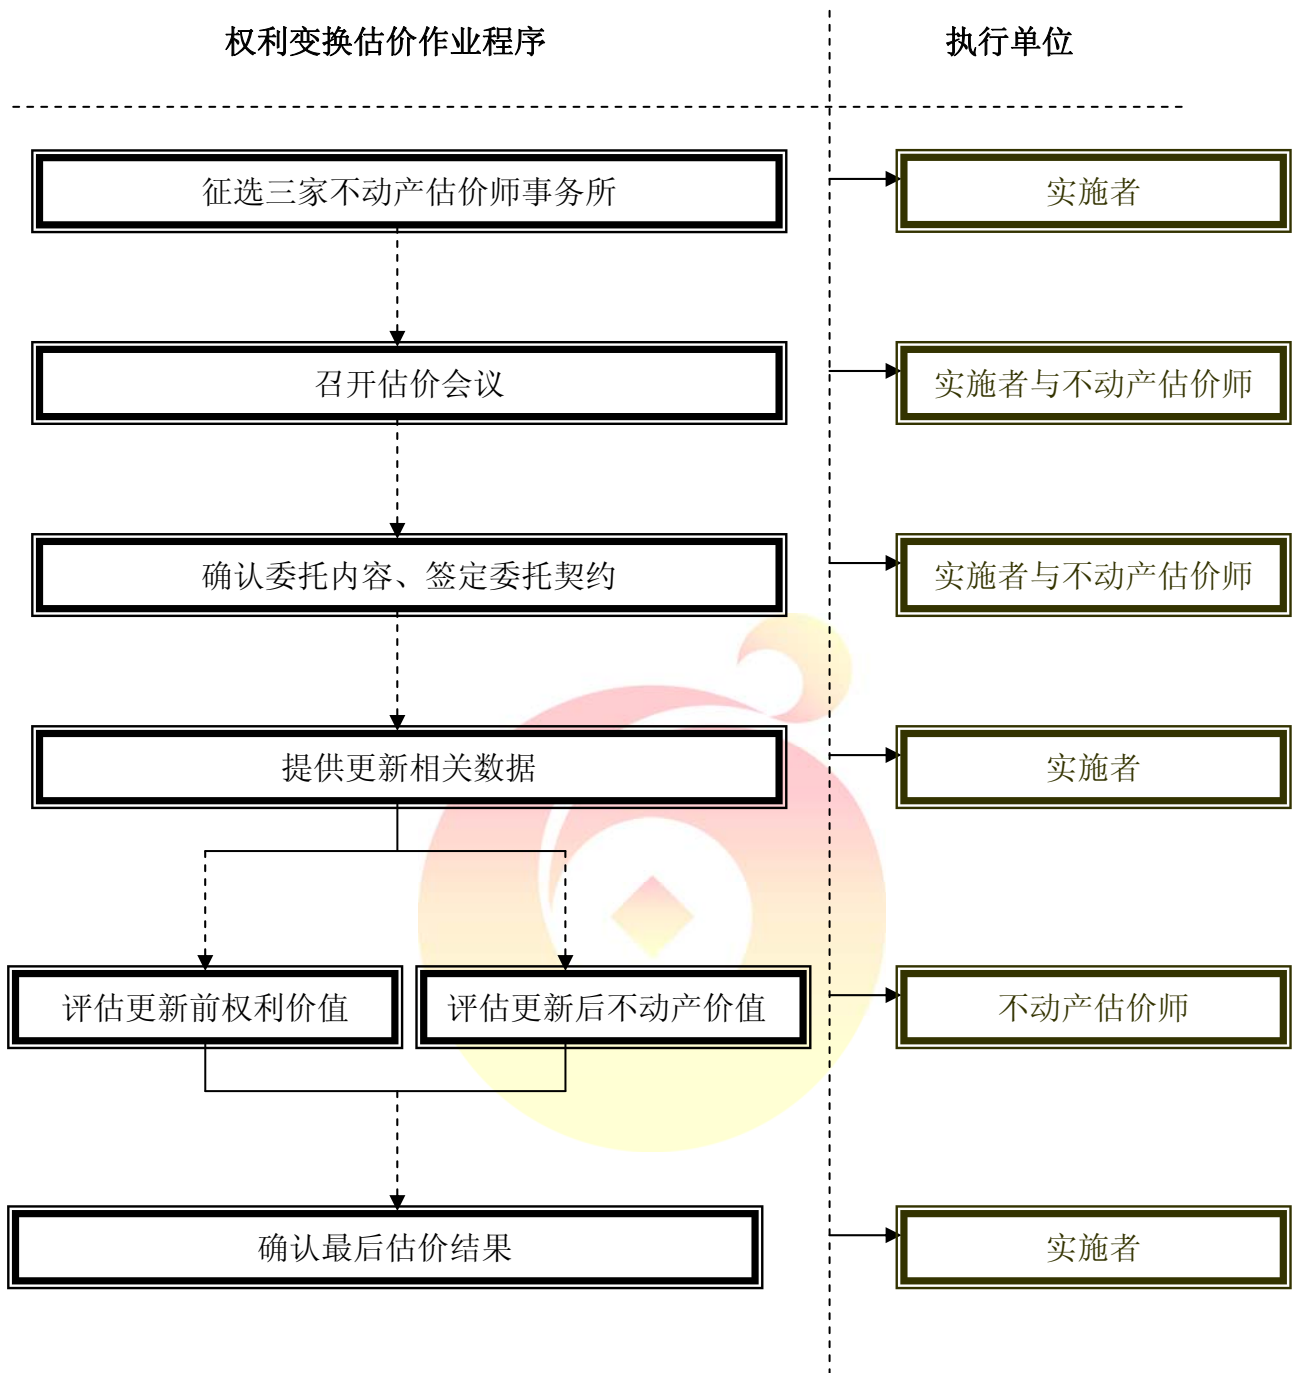 权利变换估价作业程序
执行单位
征选三家不动产估价师事务所
实施者
召开估价会议
实施者与不动产估价师
确认委托内容、签定委托契约
实施者与不动产估价师
提供更新相关数据
实施者
评估更新前权利价值
评估更新后不动产价值
不动产估价师
确认最后估价结果
实施者